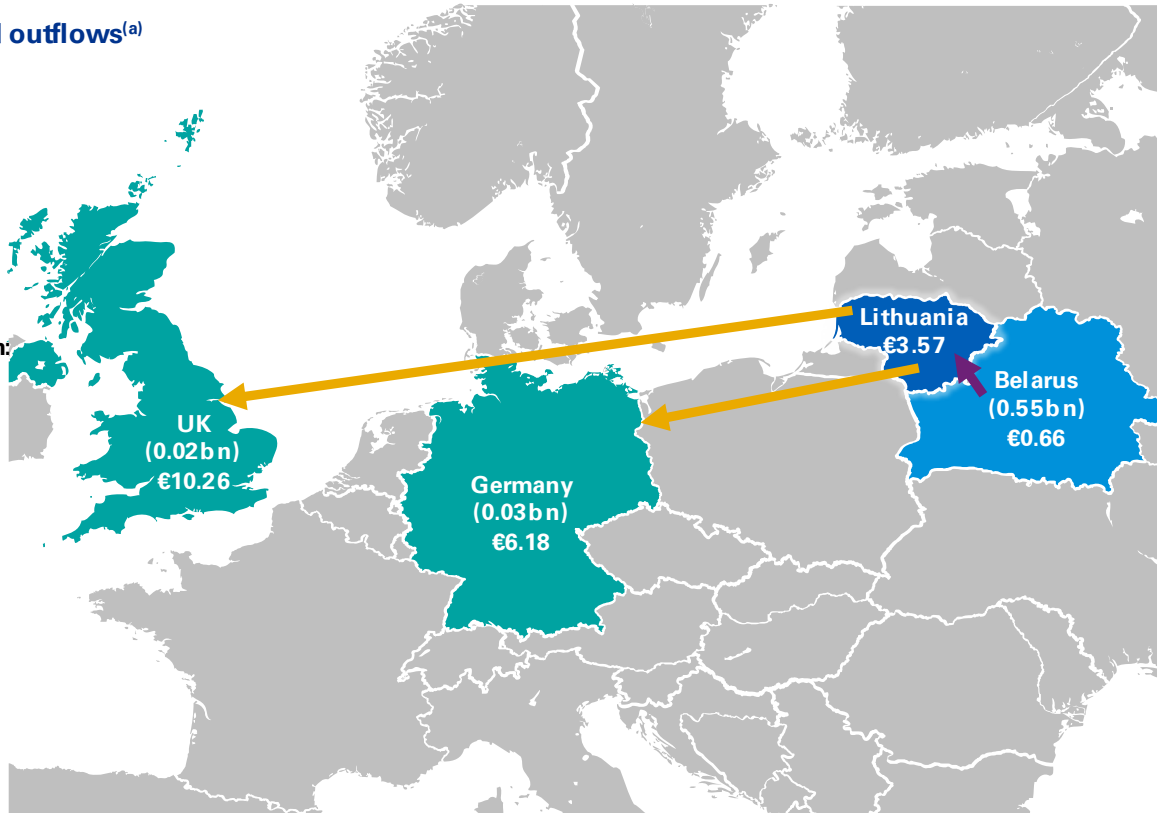 outflows(a)
Lithuania
€3.57
Belarus
(0.55bn)
€0.66
UK
(0.02bn)
€10.26
Germany
(0.03bn)
€6.18